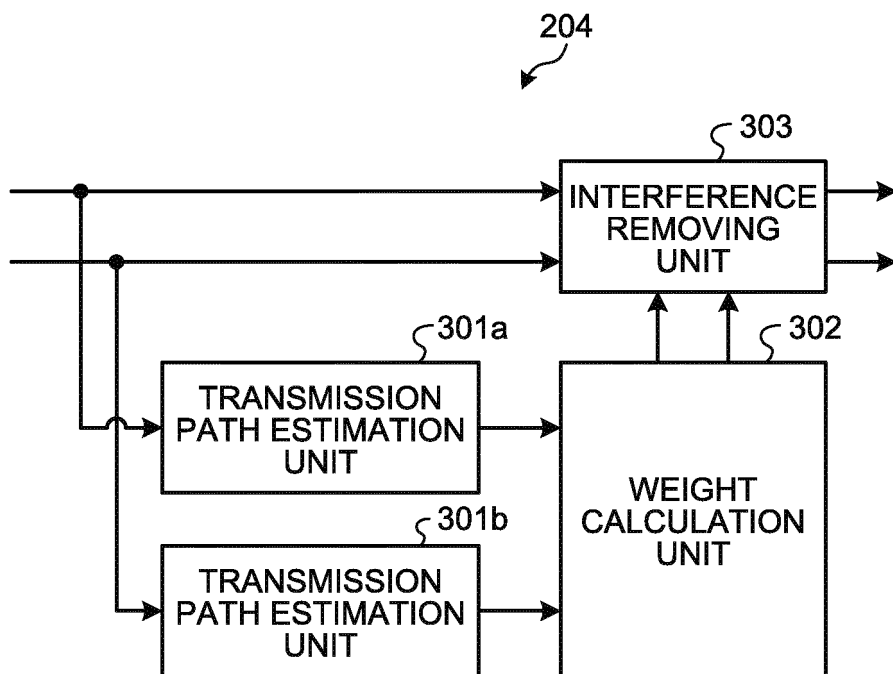 204
303
INTERFERENCE
REMOVING
UNIT
301a
302
TRANSMISSION
PATH ESTIMATION
UNIT
WEIGHT
CALCULATION
UNIT
301b
TRANSMISSION
PATH ESTIMATION
UNIT